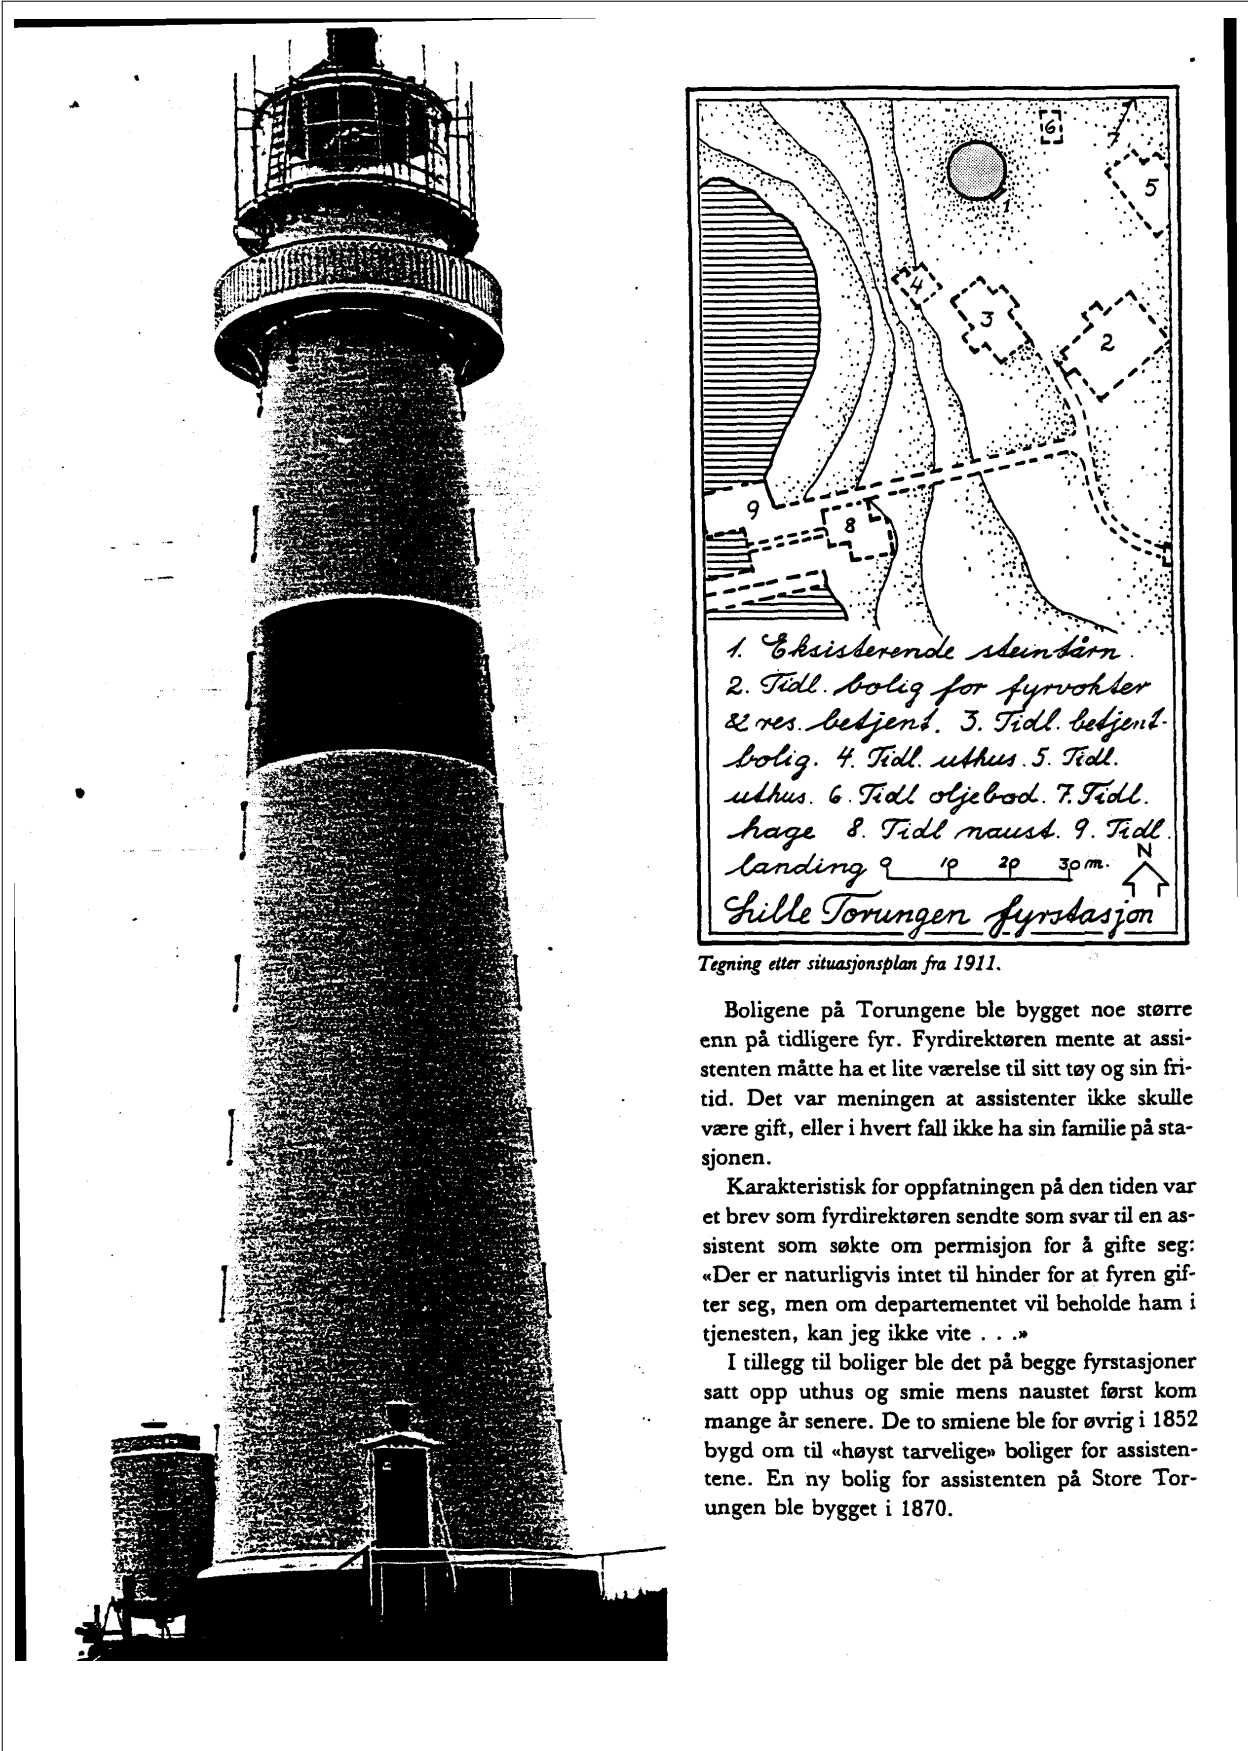 6
7
5
1
4
3
2
9
8
1. Eksisterende steintårn.
2. Tidl. bolig for fyrvokter
& res. betjent. 3. Tidl. betjent-
bolig. 4. Tidl. uthus. 5. Tidl.
uthus. 6. Tidl oljebod. 7. Tidl.
hage 8. Tidl naust. 9. Tidl.
landing 0 10 20 30 m. N
Lille Torungen fyrstasjon
Tegning etter situasjonsplan fra 1911.
Boligene på Torungene ble bygget noe større
enn på tidligere fyr. Fyrdirektøren mente at assi-
stenten måtte ha et lite værelse til sitt tøy og sin fri-
tid. Det var meningen at assistenter ikke skulle
være gift, eller i hvert fall ikke ha sin familie på sta-
sjonen.
Karakteristisk for oppfatningen på den tiden var
et brev som fyrdirektøren sendte som svar til en as-
sistent som søkte om permisjon for å gifte seg:
«Der er naturligvis intet til hinder for at fyren gif-
ter seg, men om departementet vil beholde ham i
tjenesten, kan jeg ikke vite . . .»
I tillegg til boliger ble det på begge fyrstasjoner
satt opp uthus og smie mens naustet først kom
mange år senere. De to smiene ble for øvrig i 1852
bygd om til «høyst tarvelige» boliger for assisten-
tene. En ny bolig for assistenten på Store Tor-
ungen ble bygget i 1870.